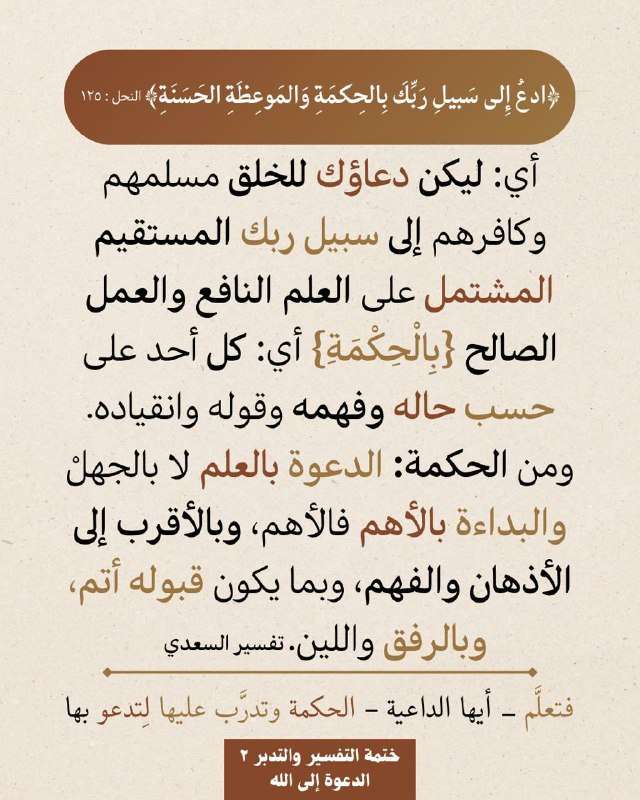 ﴿ادعُ إِلى سَبيلِ رَبِّكَ بِالحِكمَةِ وَالمَوعِظَةِ الحَسَنَةِ﴾ النحل : ١٢٥
أي: ليكن دعاؤك للخلق مسلمهم
وكافرهم إلى سبيل ربك المستقيم
المشتمل على العلم النافع والعمل
الصالح {بِالْحِكْمَةِ} أي: كل أحد على
حسب حاله وفهمه وقوله وانقياده.
ومن الحكمة: الدعوة بالعلم لا بالجهلْ
والبداءة بالأهم فالأهم، وبالأقرب إلى
الأذهان والفهم، وبما يكون قبوله أتم،
وبالرفق واللين. تفسير السعدي
فتعلَّم – أيها الداعية – الحكمة وتدرَّب عليها لِتدعو بها
ختمة التفسير والتدبر ٢
الدعوة إلى الله